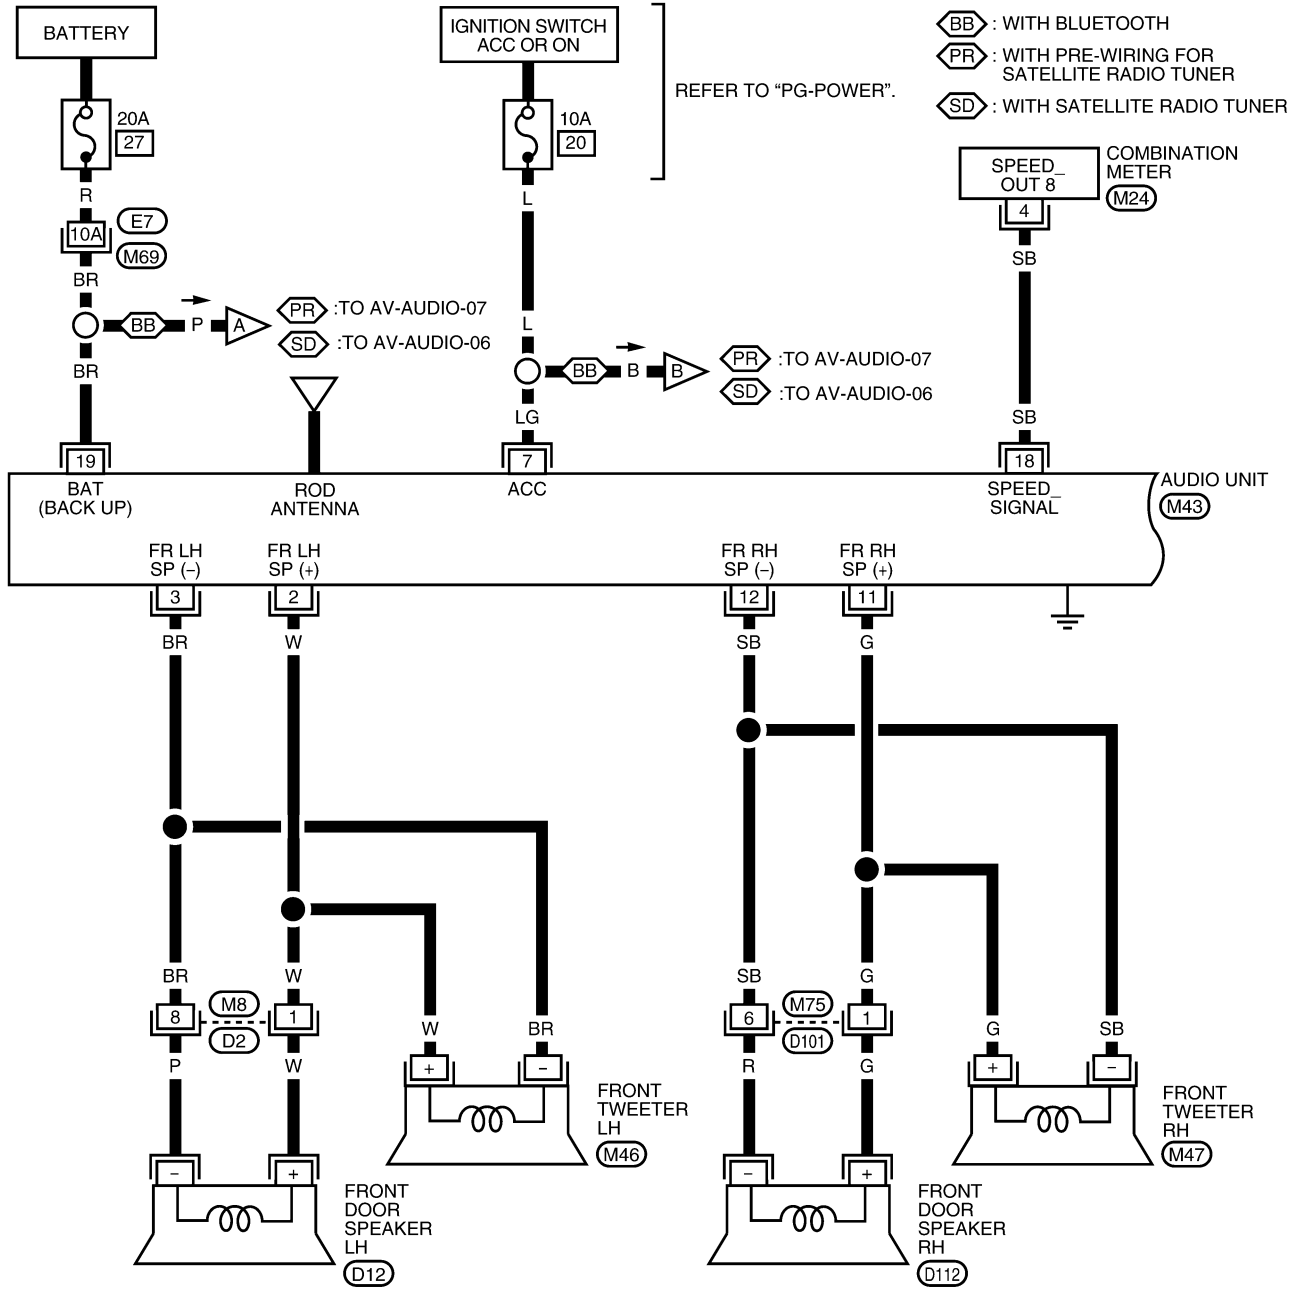 BATTERY
IGNITION SWITCH
ACC OR ON
REFER TO “PG-POWER”.
BB : WITH BLUETOOTH
PR : WITH PRE-WIRING FOR
SATELLITE RADIO TUNER
SD : WITH SATELLITE RADIO TUNER
20A
27
10A
20
SPEED_
OUT 8
COMBINATION
METER
M24
4
R
L
10A
E7
M69
SB
BR
BB
P
A
PR :TO AV-AUDIO-07
SD :TO AV-AUDIO-06
L
BB
B
B
PR :TO AV-AUDIO-07
SD :TO AV-AUDIO-06
BR
LG
SB
19
7
18
BAT
(BACK UP)
ROD
ANTENNA
ACC
SPEED_
SIGNAL
AUDIO UNIT
M43
FR LH
SP (–)
FR LH
SP (+)
FR RH
SP (–)
FR RH
SP (+)
3
2
12
11
BR
W
SB
G
BR
W
SB
G
8
M8
D2
1
6
M75
D101
1
W
BR
G
SB
P
W
R
G
+
–
+
–
FRONT
TWEETER
LH
M46
FRONT
TWEETER
RH
M47
–
+
–
+
FRONT
DOOR
SPEAKER
LH
D12
FRONT
DOOR
SPEAKER
RH
D112